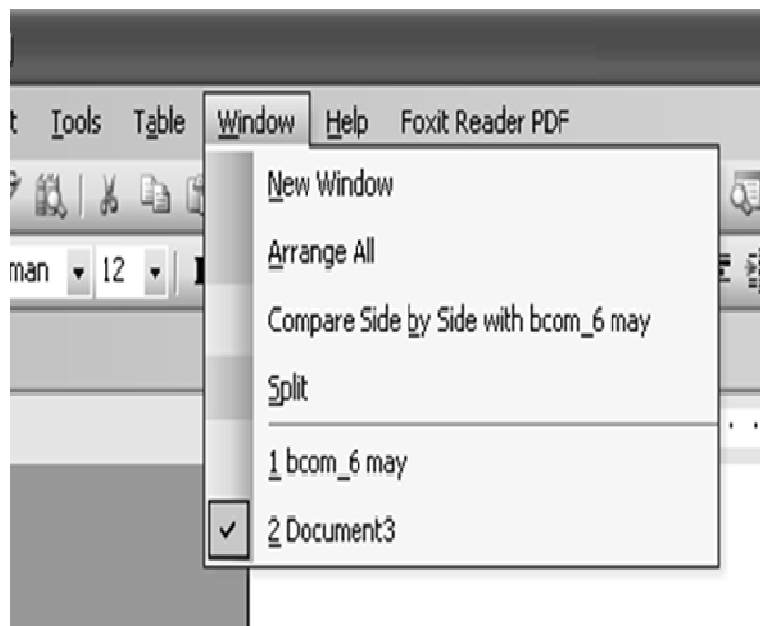 Tools Table Window Help Foxit Reader PDF
New Window
man 12
Arrange All
Compare Side by Side with bcom_6 may
Split
1 bcom_6 may
2 Document3